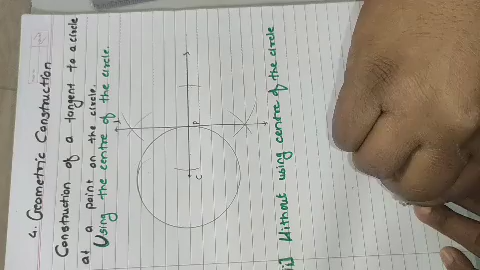 4. Geometric Construction
Construction of a tangent to a circle
at a point on the circle.
Using the centre of the circle.
P
C
ii] Without using centre of the circle